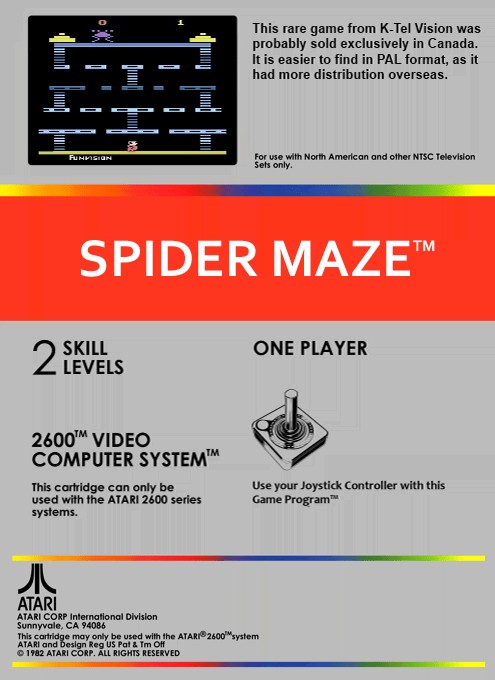 0 1
FUNVISION
This rare game from K-Tel Vision was
probably sold exclusively in Canada.
It is easier to find in PAL format, as it
had more distribution overseas.
For use with North American and other NTSC Television
Sets only.
SPIDER MAZE™
2 SKILL
LEVELS
ONE PLAYER
2600™ VIDEO
COMPUTER SYSTEM™
This cartridge can only be
used with the ATARI 2600 series
systems.
Use your Joystick Controller with this
Game Program™
ATARI
ATARI CORP International Division
Sunnyvale, CA 94086
This cartridge may only be used with the ATARI®2600™system
ATARI and Design Reg US Pat & Tm Off
© 1982 ATARI CORP. ALL RIGHTS RESERVED